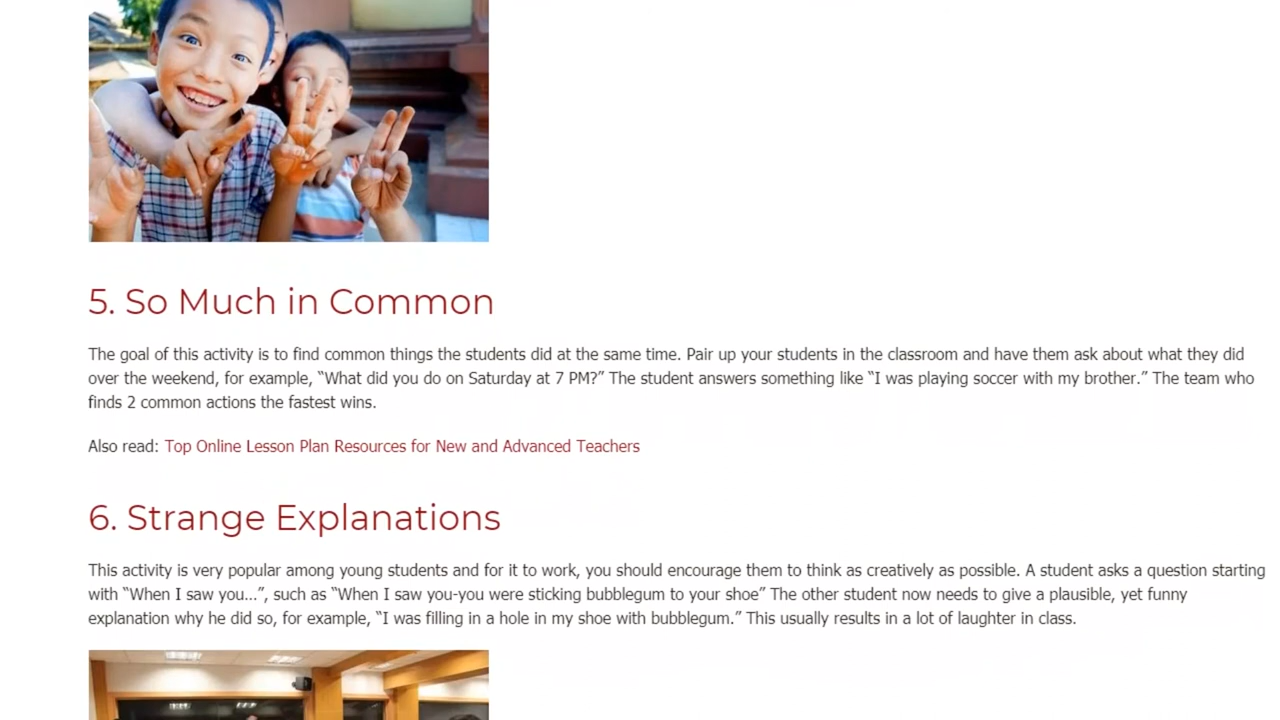 5. So Much in Common
The goal of this activity is to find common things the students did at the same time. Pair up your students in the classroom and have them ask about what they did
over the weekend, for example, “What did you do on Saturday at 7 PM?” The student answers something like “I was playing soccer with my brother.” The team who
finds 2 common actions the fastest wins.
Also read: Top Online Lesson Plan Resources for New and Advanced Teachers
6. Strange Explanations
This activity is very popular among young students and for it to work, you should encourage them to think as creatively as possible. A student asks a question starting
with “When I saw you…”, such as “When I saw you-you were sticking bubblegum to your shoe” The other student now needs to give a plausible, yet funny
explanation why he did so, for example, “I was filling in a hole in my shoe with bubblegum.” This usually results in a lot of laughter in class.